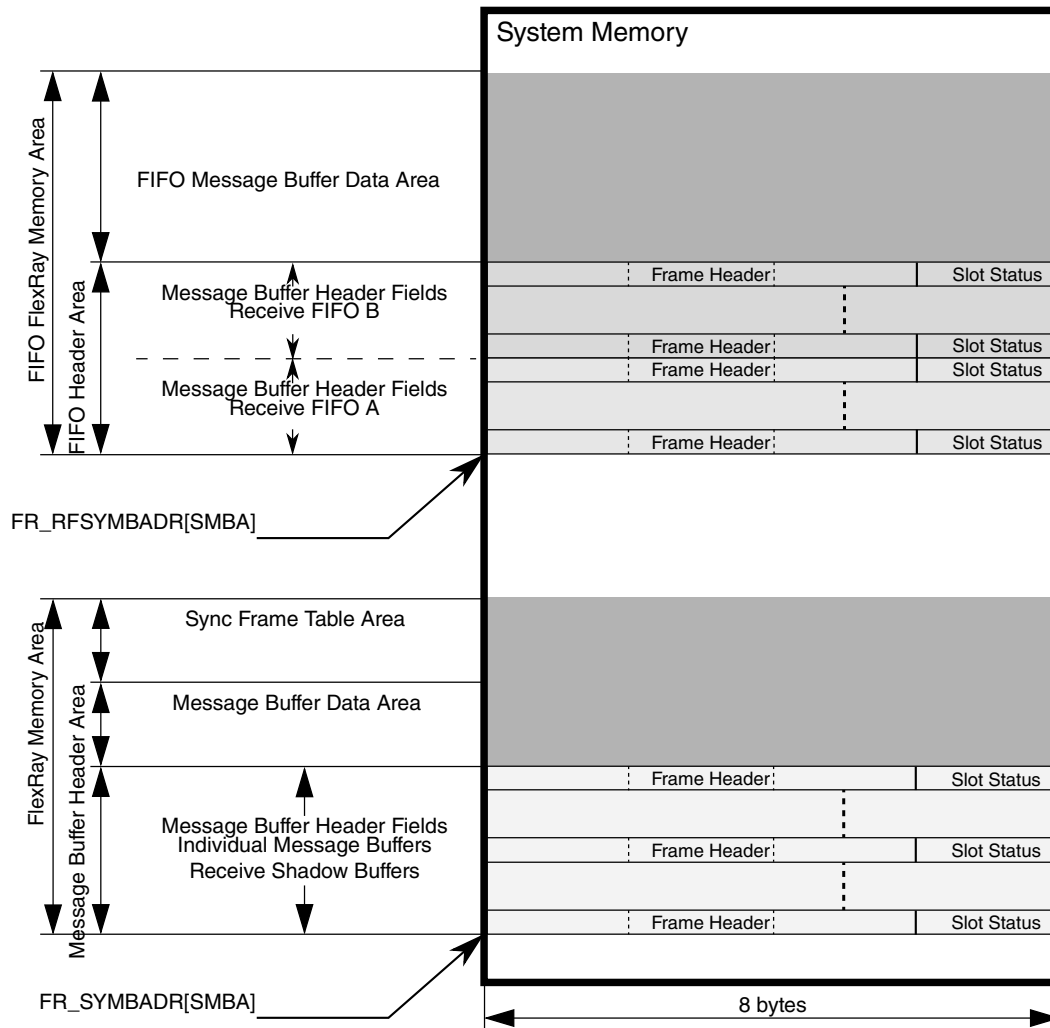 System Memory
FIFO FlexRay Memory Area
FIFO Message Buffer Data Area
FIFO Header Area
Message Buffer Header Fields
Receive FIFO B
Frame Header
Slot Status
Frame Header
Slot Status
Message Buffer Header Fields
Receive FIFO A
Frame Header
Slot Status
Frame Header
Slot Status
FR_RFSYMBADR[SMBA]
FlexRay Memory Area
Sync Frame Table Area
Message Buffer Data Area
Message Buffer Header Area
Frame Header
Slot Status
Message Buffer Header Fields
Individual Message Buffers
Receive Shadow Buffers
Frame Header
Slot Status
Frame Header
Slot Status
FR_SYMBADR[SMBA]
8 bytes